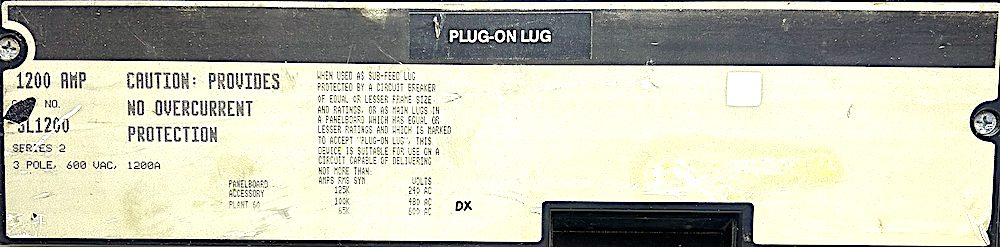 PLUG-ON LUG
1200 AMP
NO.
SL1200
SERIES 2
3 POLE, 600 VAC, 1200A
CAUTION: PROVIDES
NO OVERCURRENT
PROTECTION
WHEN USED AS SUB-FEED LUG
PROTECTED BY A CIRCUIT BREAKER
OF EQUAL OR LESSER FRAME SIZE
AND RATINGS, OR AS MAIN LUGS IN
A PANELBOARD WHICH HAS EQUAL OR
LESSER RATINGS AND WHICH IS MARKED
TO ACCEPT "PLUG-ON LUG", THIS
DEVICE IS SUITABLE FOR USE ON A
CIRCUIT CAPABLE OF DELIVERING
NOT MORE THAN:
AMPS RMS SYM VOLTS
125K 240 AC
100K 480 AC
65K 600 AC
PANELBOARD
ACCESSORY
PLANT 60
DX